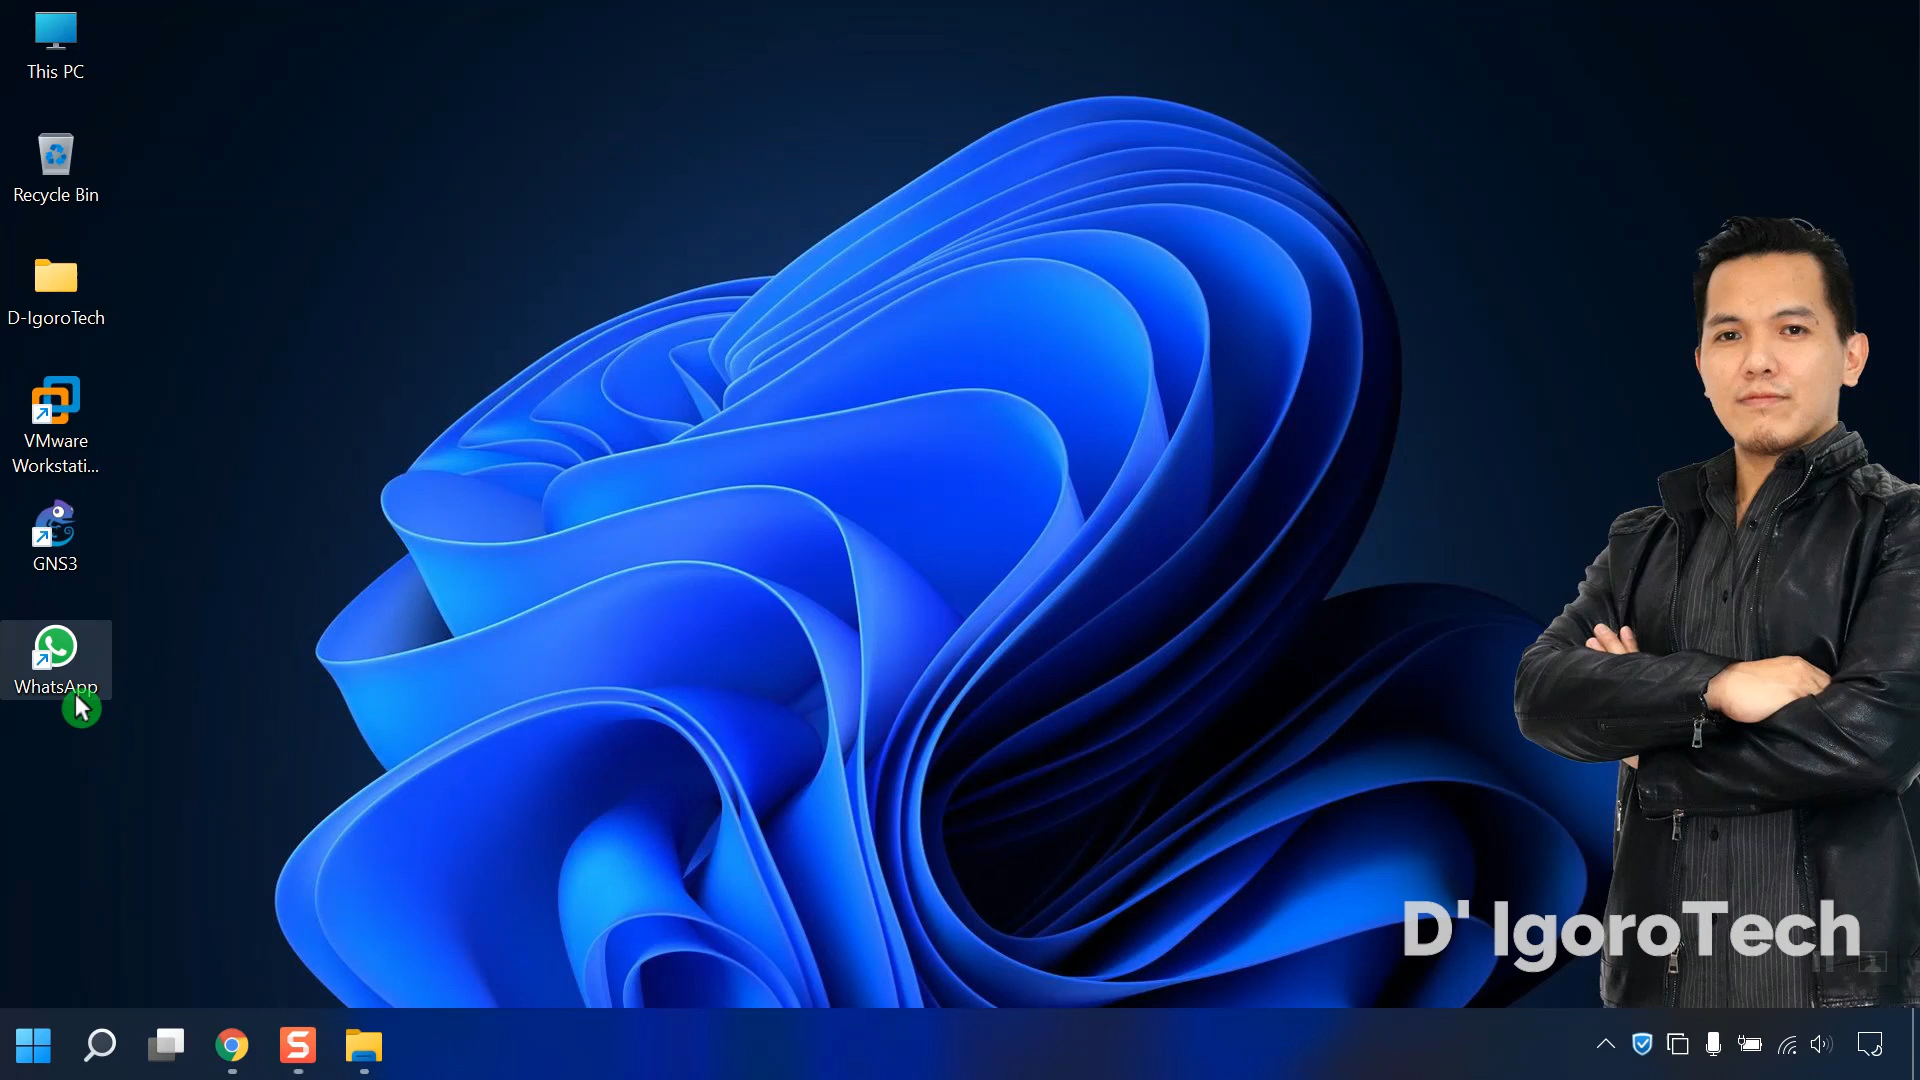 This PC
Recycle Bin
D-IgoroTech
VMware
Workstati...
GNS3
WhatsApp
D' IgoroTech